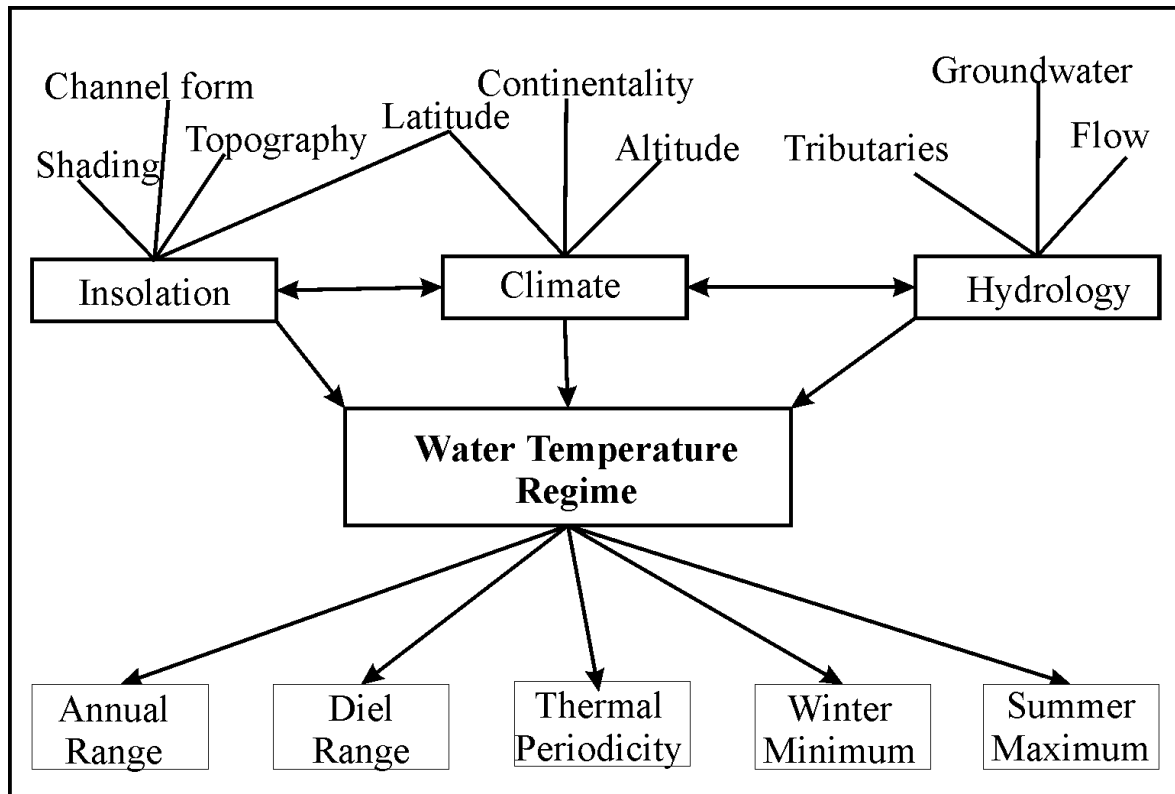 Channel form
Continentality
Groundwater
Latitude
Topography
Shading
Altitude
Tributaries
Flow
Insolation
Climate
Hydrology
Water Temperature
Regime
Annual
Range
Diel
Range
Thermal
Periodicity
Winter
Minimum
Summer
Maximum